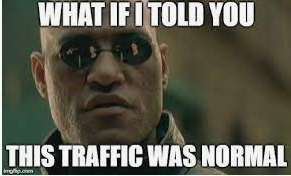 WHAT IF I TOLD YOU
THIS TRAFFIC WAS NORMAL
imgflip.com